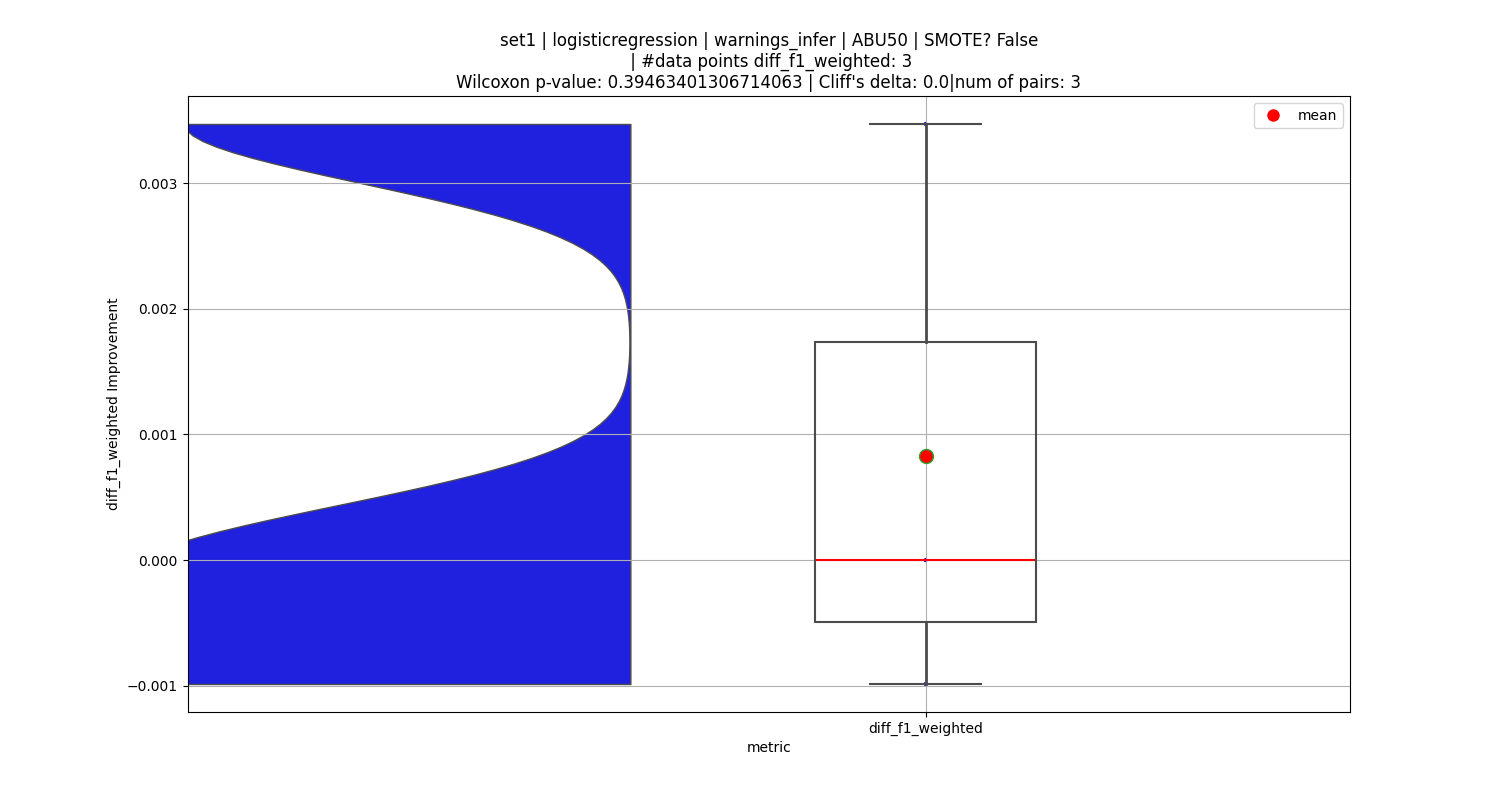 set1 | logisticregression | warnings_infer | ABU50 | SMOTE? False
| #data points diff_f1_weighted: 3
Wilcoxon p-value: 0.39463401306714063 | Cliff's delta: 0.0|num of pairs: 3
mean
0.003
0.002
0.001
0.000
−0.001
diff_f1_weighted Improvement
diff_f1_weighted
metric